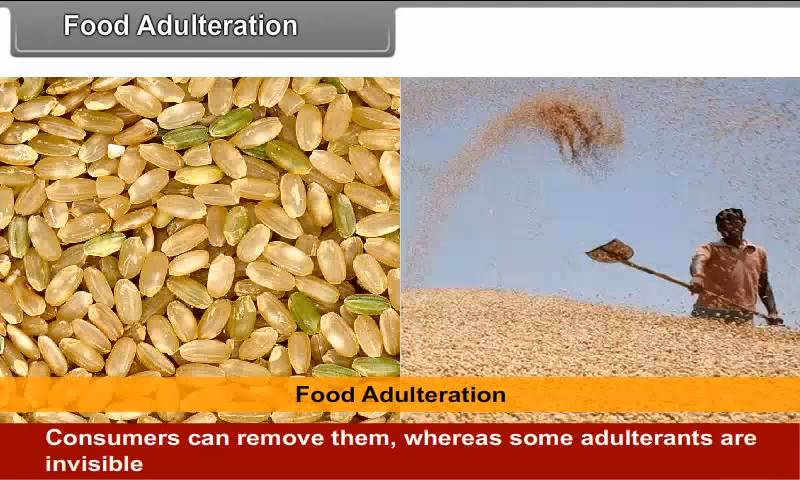 Food Adulteration
Food Adulteration
Consumers can remove them, whereas some adulterants are
invisible